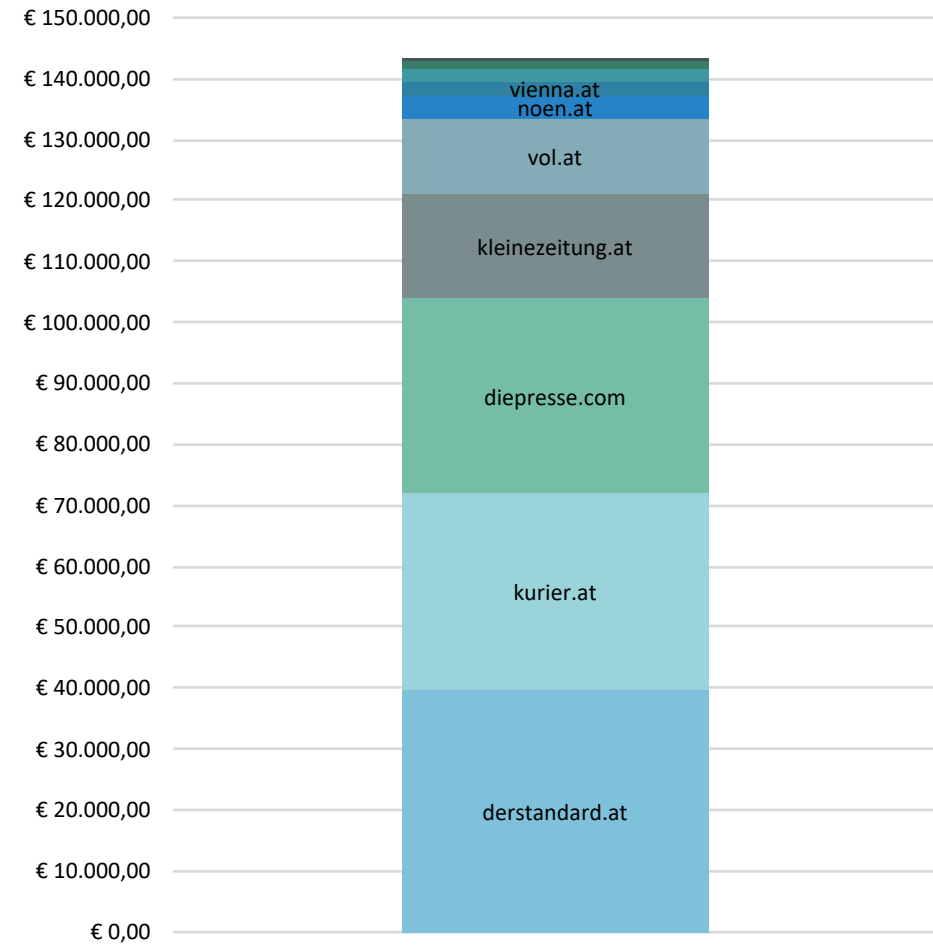 € 150.000,00
€ 140.000,00
vienna.at
noen.at
€ 130.000,00
vol.at
€ 120.000,00
kleinezeitung.at
€ 110.000,00
€ 100.000,00
€ 90.000,00
diepresse.com
€ 80.000,00
€ 70.000,00
€ 60.000,00
kurier.at
€ 50.000,00
€ 40.000,00
€ 30.000,00
€ 20.000,00
derstandard.at
€ 10.000,00
€ 0,00